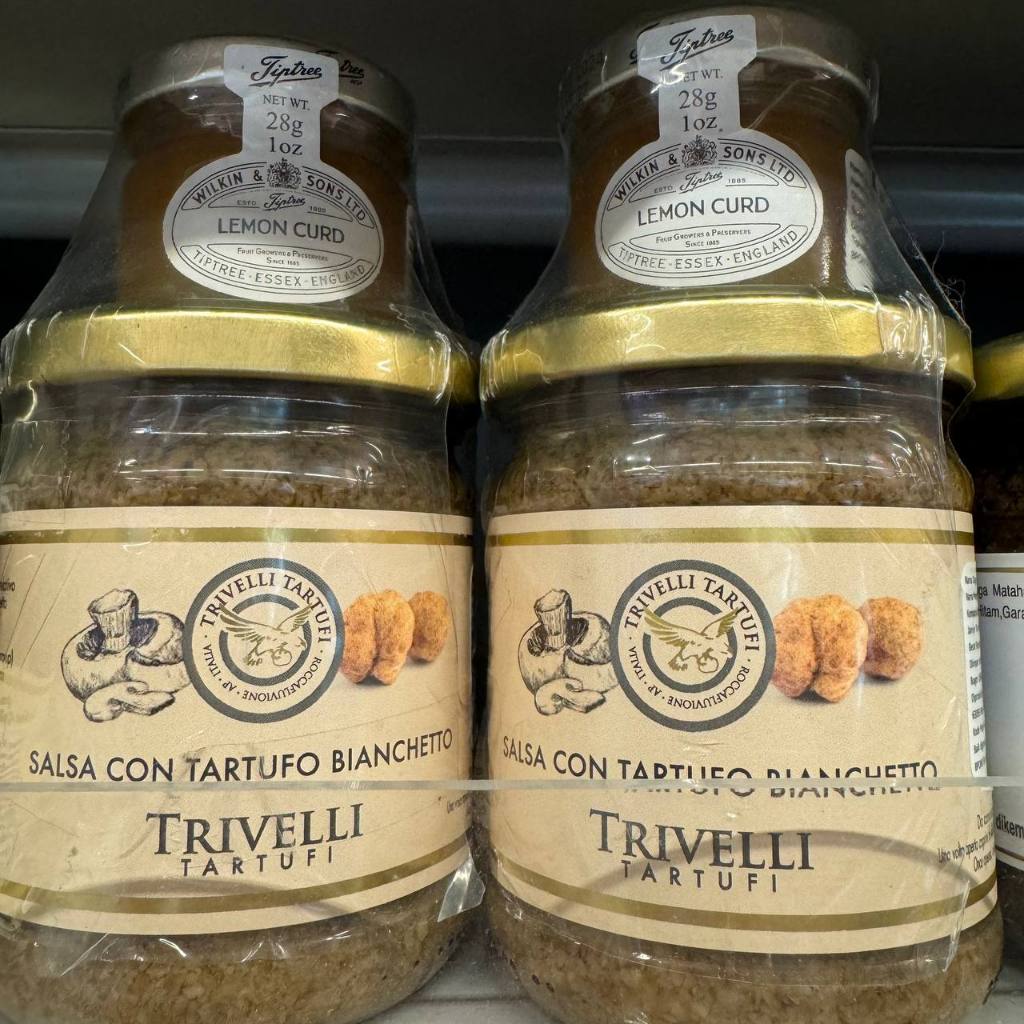 Tiptree
NET WT.
28g
1oz
WILKIN & SONS LTD
ESTD. Tiptree 1885
LEMON CURD
FRUIT GROWERS & PRESERVERS
SINCE 1885
TIPTREE·ESSEX·ENGLAND
Tiptree
NET WT.
28g
1oz
WILKIN & SONS LTD
ESTD. Tiptree 1885
LEMON CURD
FRUIT GROWERS & PRESERVERS
SINCE 1885
TIPTREE·ESSEX·ENGLAND
TRIVELLI TARTUFI
· ROCCAFLUVIONE · AP · ITALIA ·
SALSA CON TARTUFO BIANCHETTO
TRIVELLI
TARTUFI
TRIVELLI TARTUFI
· ROCCAFLUVIONE · AP · ITALIA ·
SALSA CON TARTUFO BIANCHETTO
TRIVELLI
TARTUFI